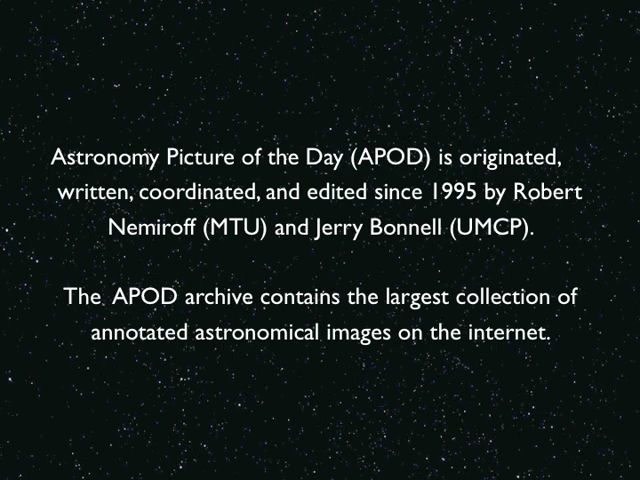 Astronomy Picture of the Day (APOD) is originated,
written, coordinated, and edited since 1995 by Robert
Nemiroff (MTU) and Jerry Bonnell (UMCP).
The APOD archive contains the largest collection of
annotated astronomical images on the internet.